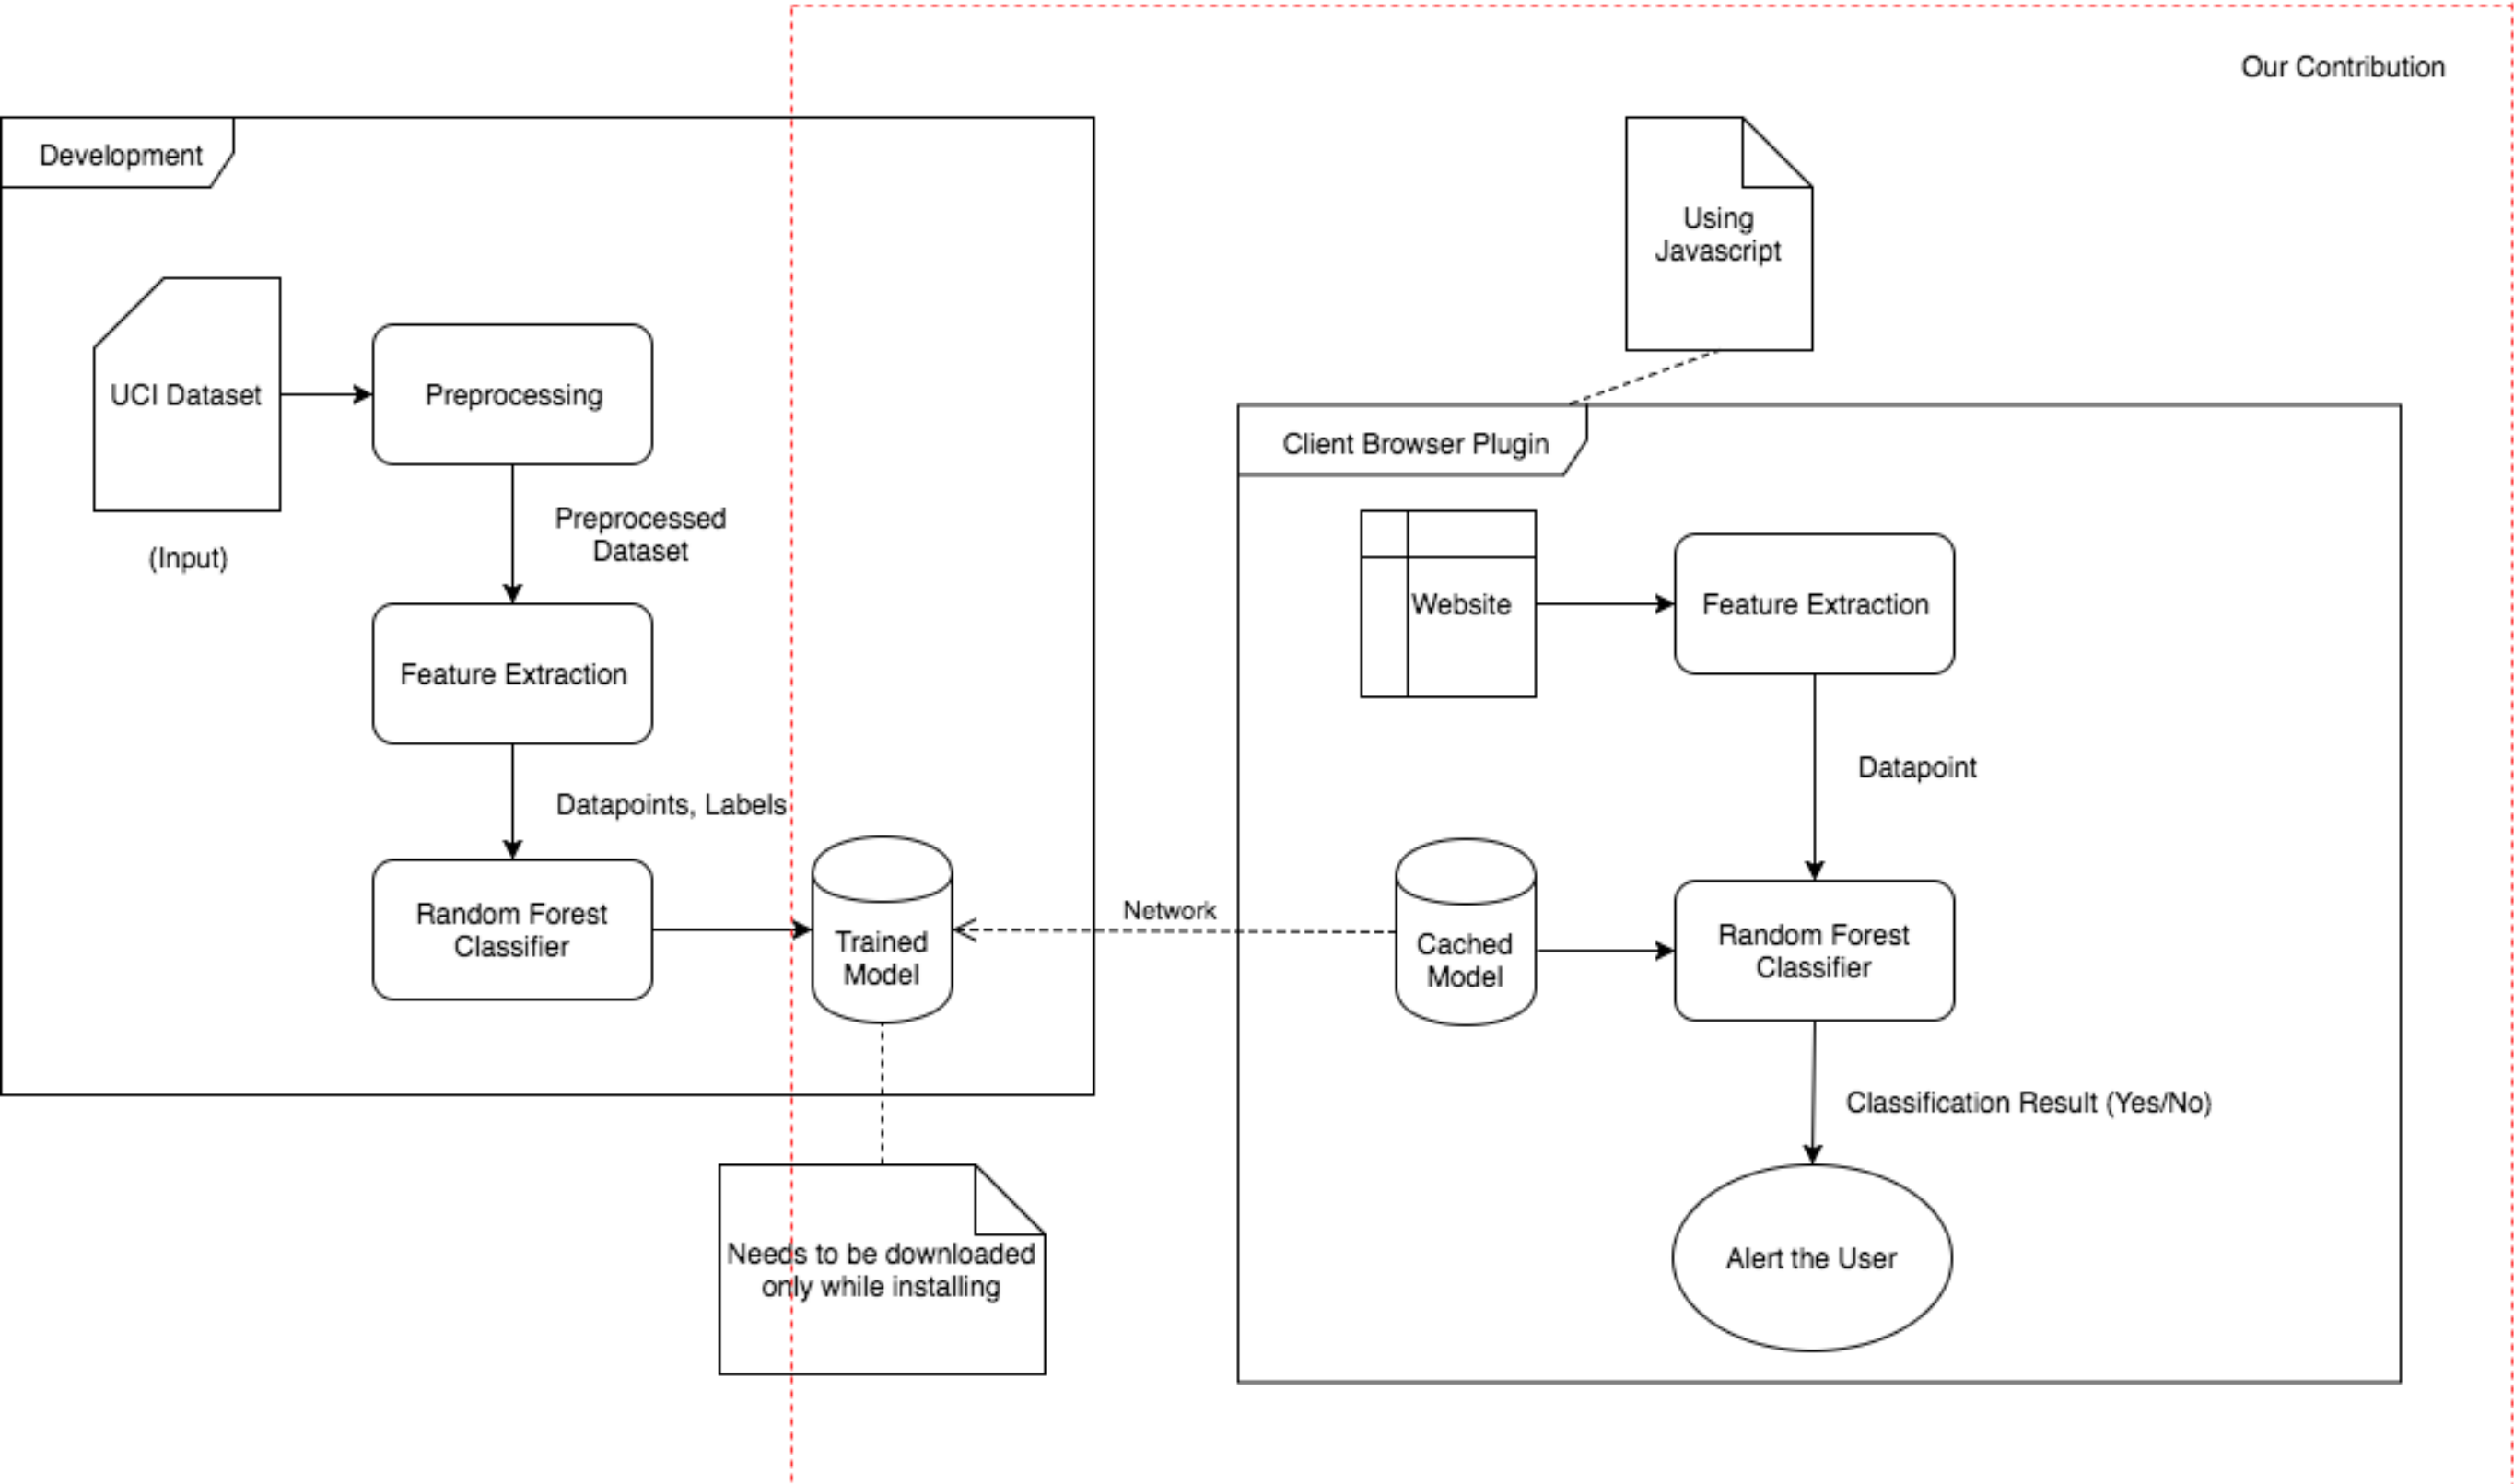 Our Contribution
Development
Using
Javascript
UCI Dataset
Preprocessing
Client Browser Plugin
Preprocessed
Dataset
(Input)
Website
Feature Extraction
Feature Extraction
Datapoint
Datapoints, Labels
Random Forest
Classifier
Trained
Model
Network
Cached
Model
Random Forest
Classifier
Classification Result (Yes/No)
Needs to be downloaded
only while installing
Alert the User